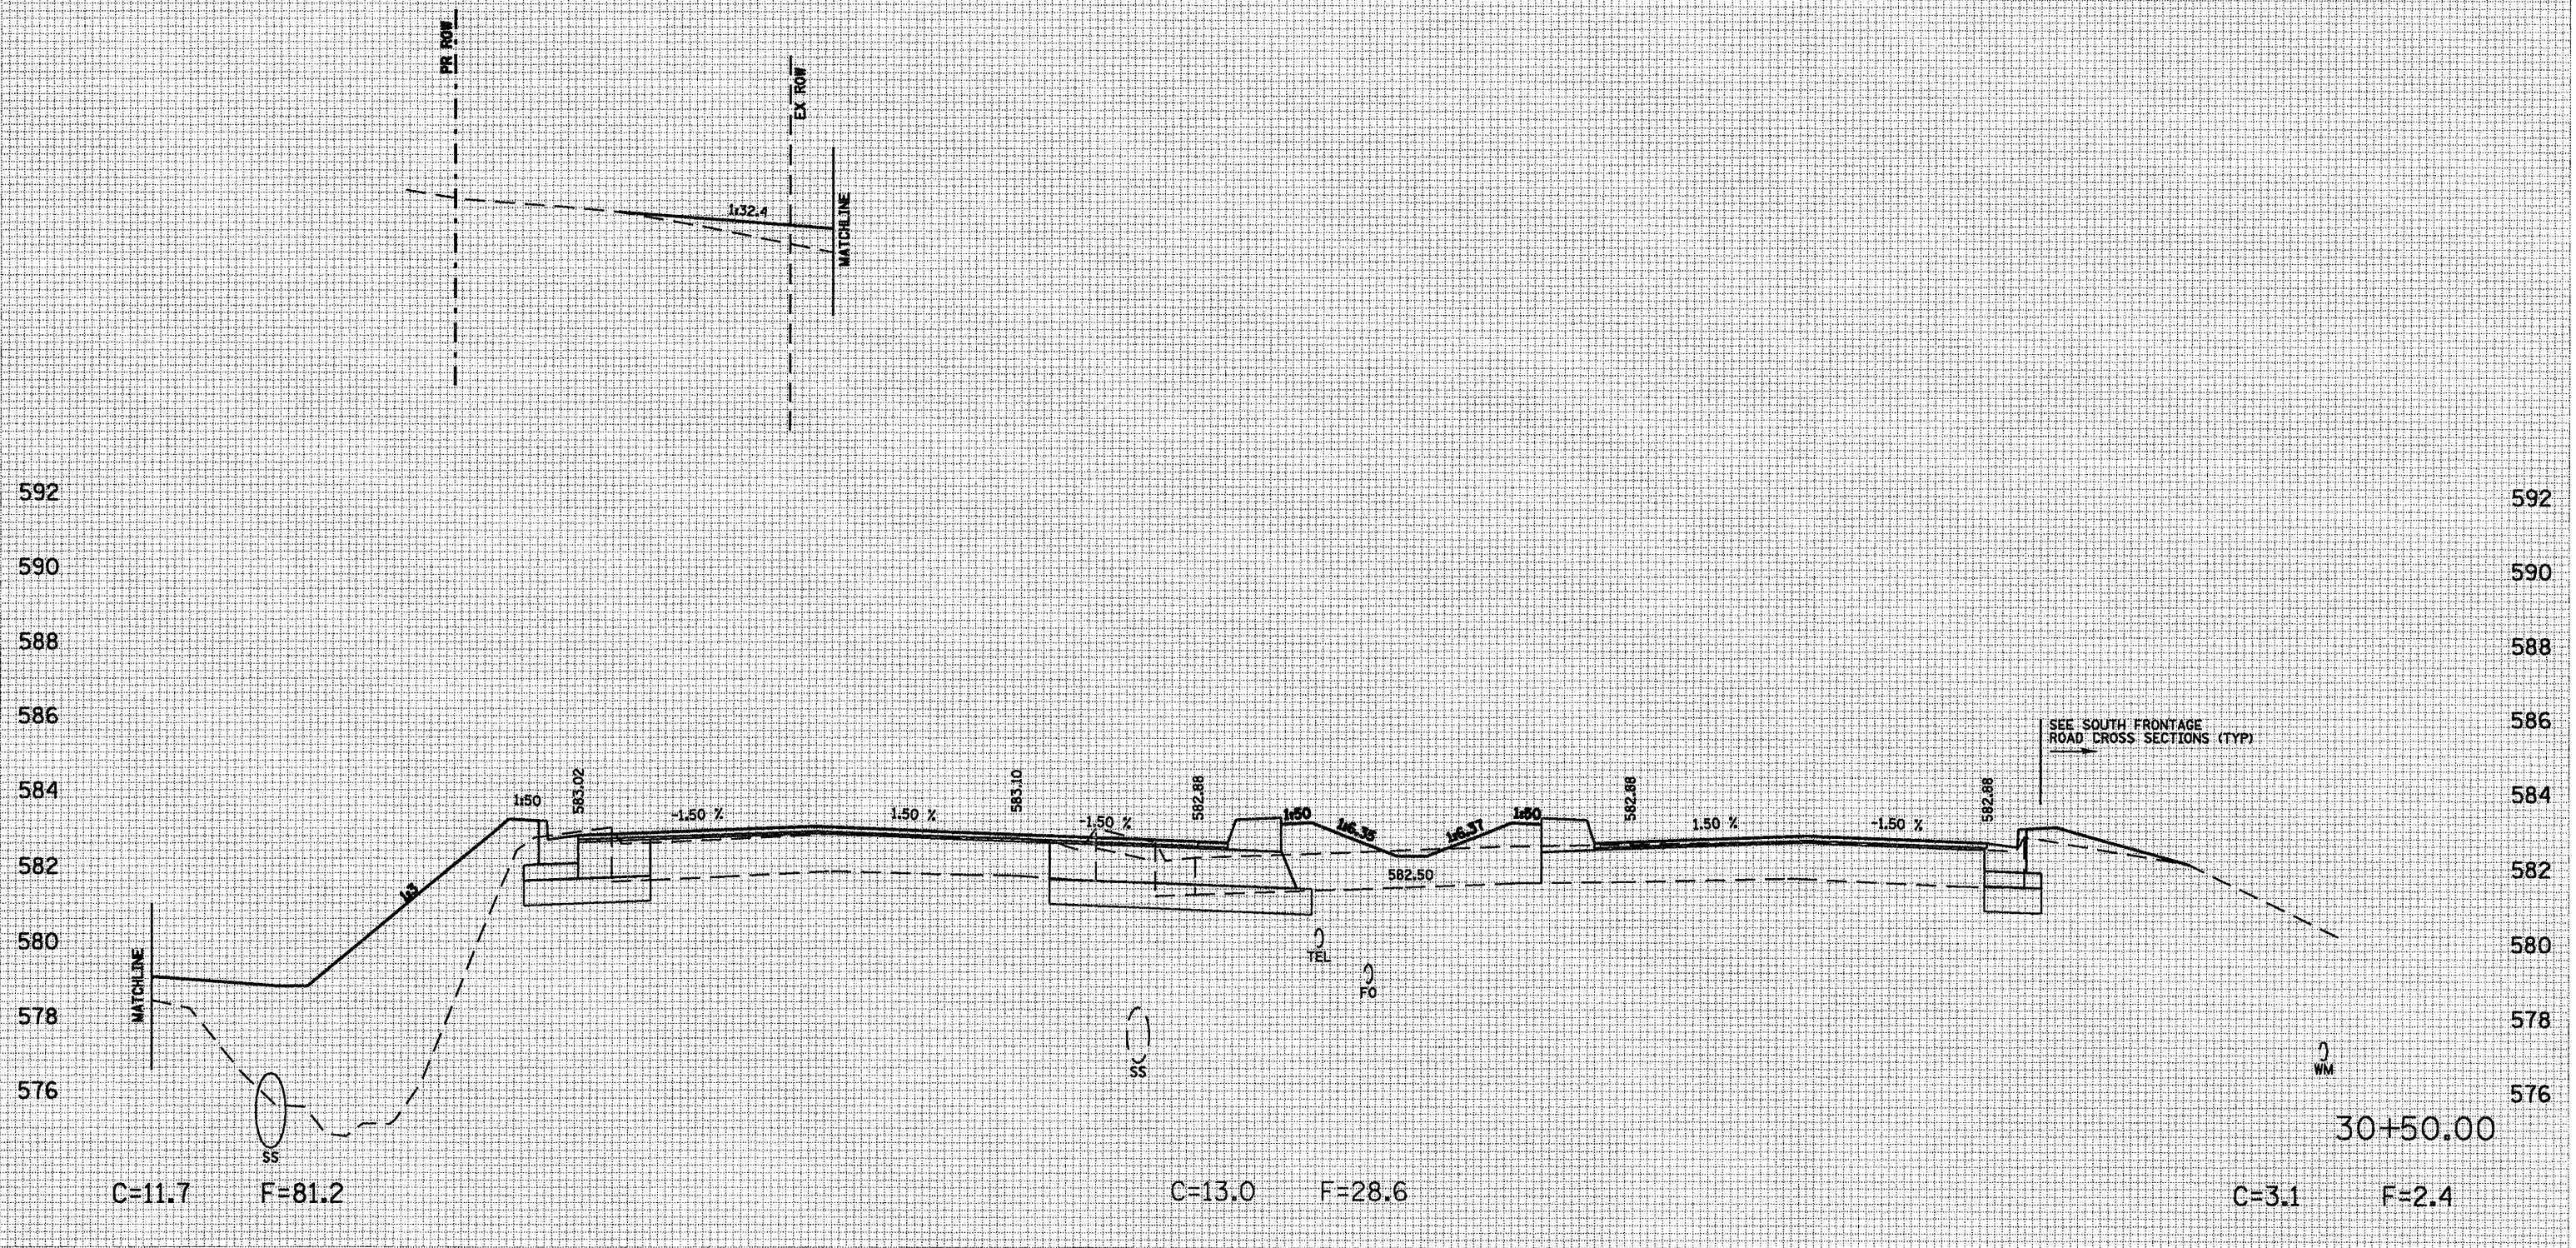 PR ROW
EX ROW
1:32.4
MATCHLINE
592
592
590
590
588
588
586
586
SEE SOUTH FRONTAGE
ROAD CROSS SECTIONS (TYP)
584
584
1:50
583.02
-1.50 %
1.50 %
583.10
-1.50 %
582.88
1:50
1:6.35
1:6.37
1:50
582.88
1.50 %
-1.50 %
582.88
582
582
582.50
1:3
580
580
TEL
MATCHLINE
FO
578
578
SS
WM
576
576
30+50.00
SS
C=11.7
F=81.2
C=13.0
F=28.6
C=3.1
F=2.4